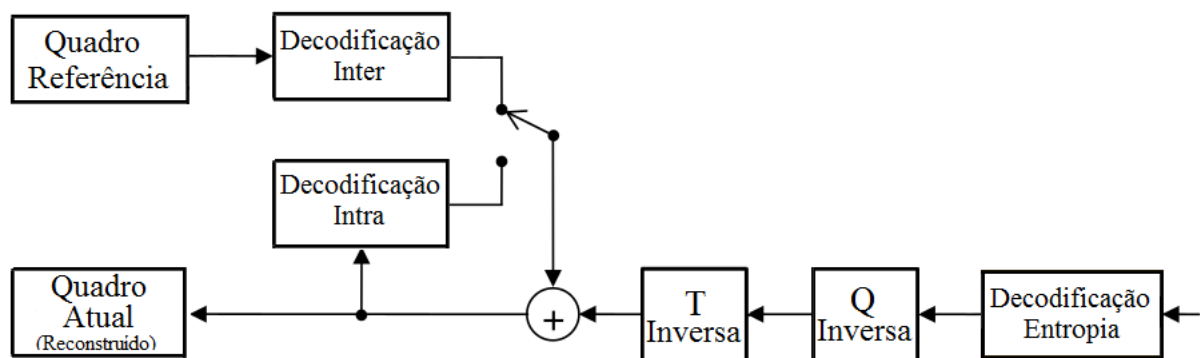 Quadro
Referência
Decodificação
Inter
Decodificação
Intra
Quadro
Atual
(Reconstruído)
+
T
Inversa
Q
Inversa
Decodificação
Entropia